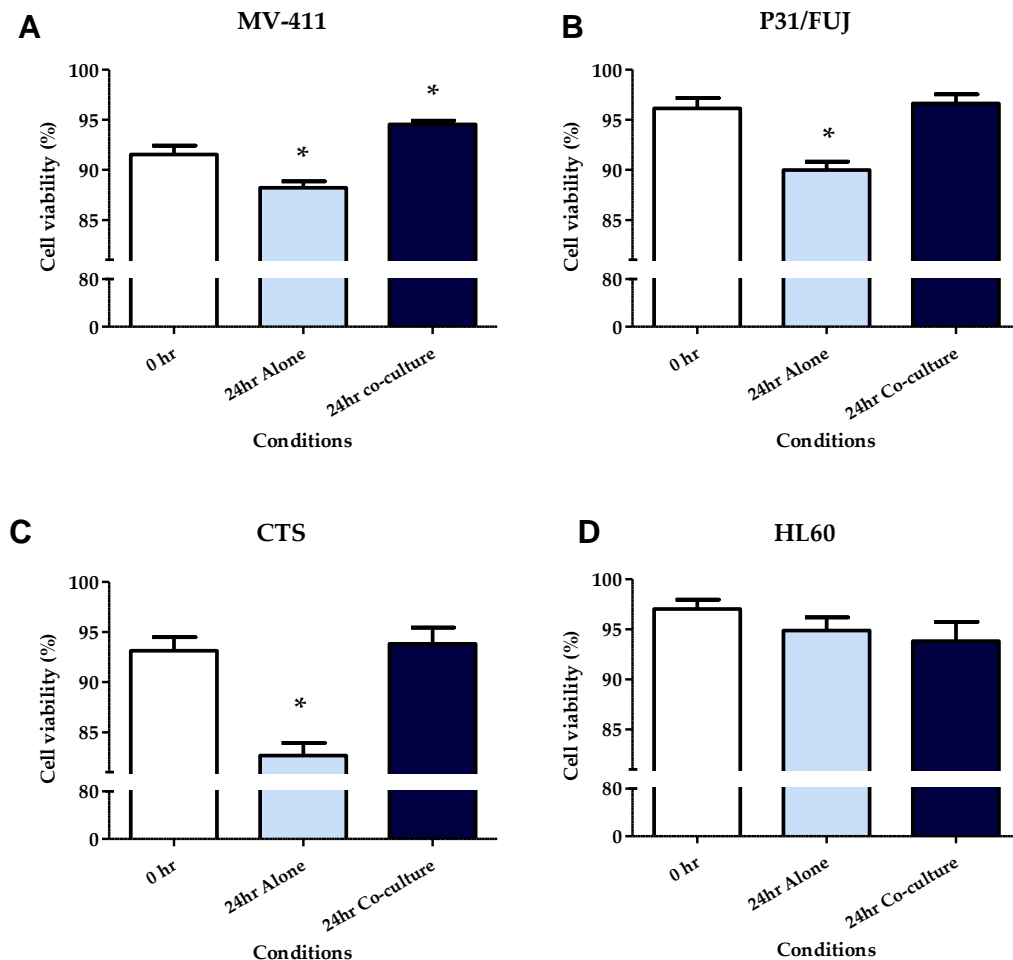 A
MV-411
Cell viability (%)
100
95
90
85
80
0
*
*
0 hr
24hr Alone
24hr co-culture
Conditions
B
P31/FUJ
Cell viability (%)
100
95
90
85
80
0
*
0 hr
24hr Alone
24hr Co-culture
Conditions
C
CTS
Cell viability (%)
100
95
90
85
80
0
*
0 hr
24hr Alone
24hr Co-culture
Conditions
D
HL60
Cell viability (%)
100
95
90
85
80
0
0 hr
24hr Alone
24hr Co-culture
Conditions